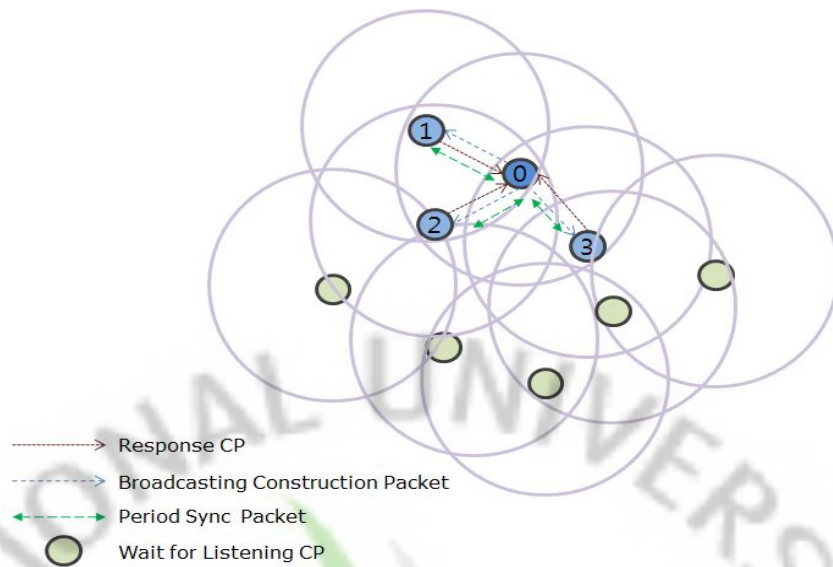 1
0
2
3
Response CP
Broadcasting Construction Packet
Period Sync Packet
Wait for Listening CP